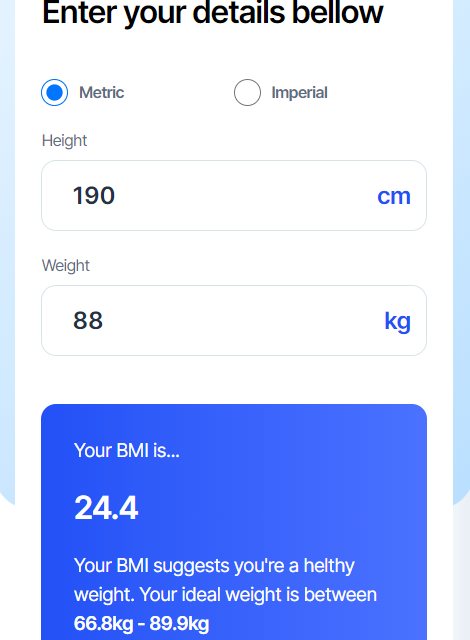 Enter your details bellow
Metric
Imperial
Height
190
cm
Weight
88
kg
Your BMI is...
24.4
Your BMI suggests you're a helthy
weight. Your ideal weight is between
66.8kg - 89.9kg